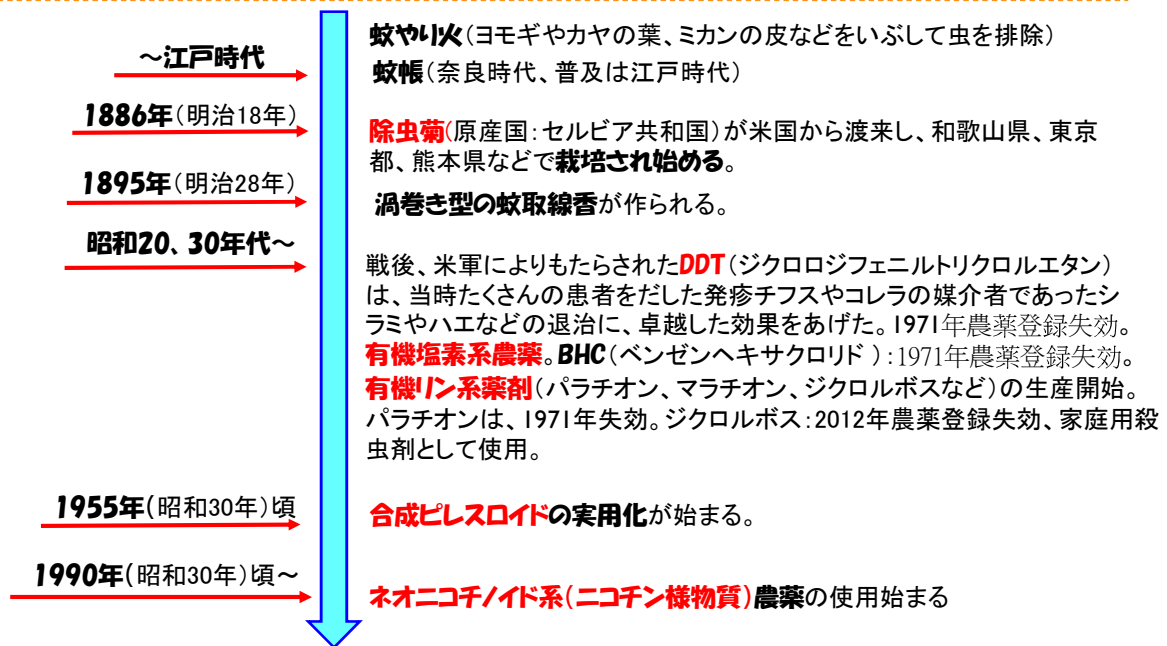 ~江戸時代
蚊やり火(ヨモギやカヤの葉、ミカンの皮などをいぶして虫を排除)
蚊帳(奈良時代、普及は江戸時代)
1886年(明治18年)
除虫菊(原産国:セルビア共和国)が米国から渡来し、和歌山県、東京
都、熊本県などで栽培され始める。
1895年(明治28年)
渦巻き型の蚊取線香が作られる。
昭和20、30年代~
戦後、米軍によりもたらされたDDT(ジクロロジフェニルトリクロルエタン)
は、当時たくさんの患者をだした発疹チフスやコレラの媒介者であったシ
ラミやハエなどの退治に、卓越した効果をあげた。1971年農薬登録失効。
有機塩素系農薬。BHC(ベンゼンヘキサクロリド ):1971年農薬登録失効。
有機リン系薬剤(パラチオン、マラチオン、ジクロルボスなど)の生産開始。
パラチオンは、1971年失効。ジクロルボス:2012年農薬登録失効、家庭用殺
虫剤として使用。
1955年(昭和30年)頃
合成ピレスロイドの実用化が始まる。
1990年(昭和30年)頃~
ネオニコチノイド系(ニコチン様物質)農薬の使用始まる